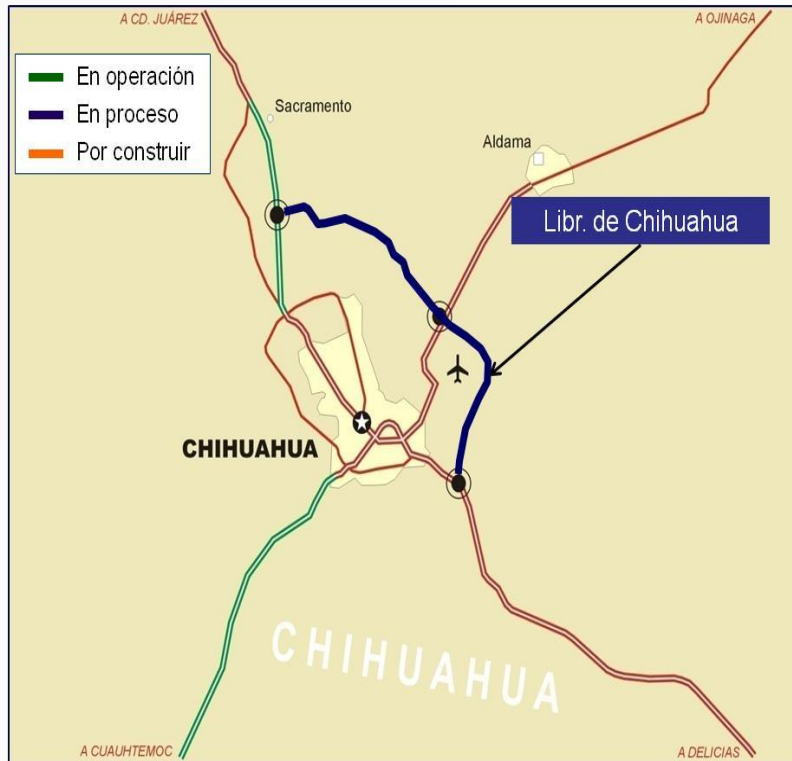 A CD. JUÁREZ
A OJINAGA
En operación
En proceso
Por construir
Sacramento
Aldama
Libr. de Chihuahua
CHIHUAHUA
CHIHUAHUA
A CUAUHTEMOC
A DELICIAS